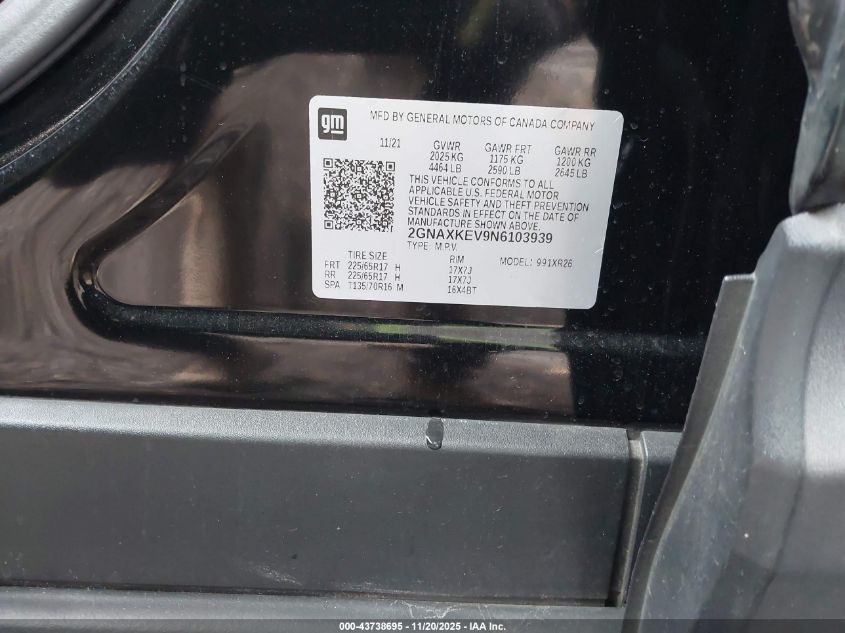 gm
MFD BY GENERAL MOTORS OF CANADA COMPANY
11/21 GVWR GAWR FRT GAWR RR
2025 KG 1175 KG 1200 KG
4464 LB 2590 LB 2645 LB
THIS VEHICLE CONFORMS TO ALL
APPLICABLE U.S. FEDERAL MOTOR
VEHICLE SAFETY AND THEFT PREVENTION
STANDARDS IN EFFECT ON THE DATE OF
MANUFACTURE SHOWN ABOVE.
2GNAXKEV9N6103939
TYPE: M.P.V.
TIRE SIZE RIM MODEL: 991XR26
FRT 225/65R17 H 17X7J
RR 225/65R17 H 17X7J
SPA T135/70R16 M 16X4BT
000-43738695 - 11/20/2025 - IAA Inc.